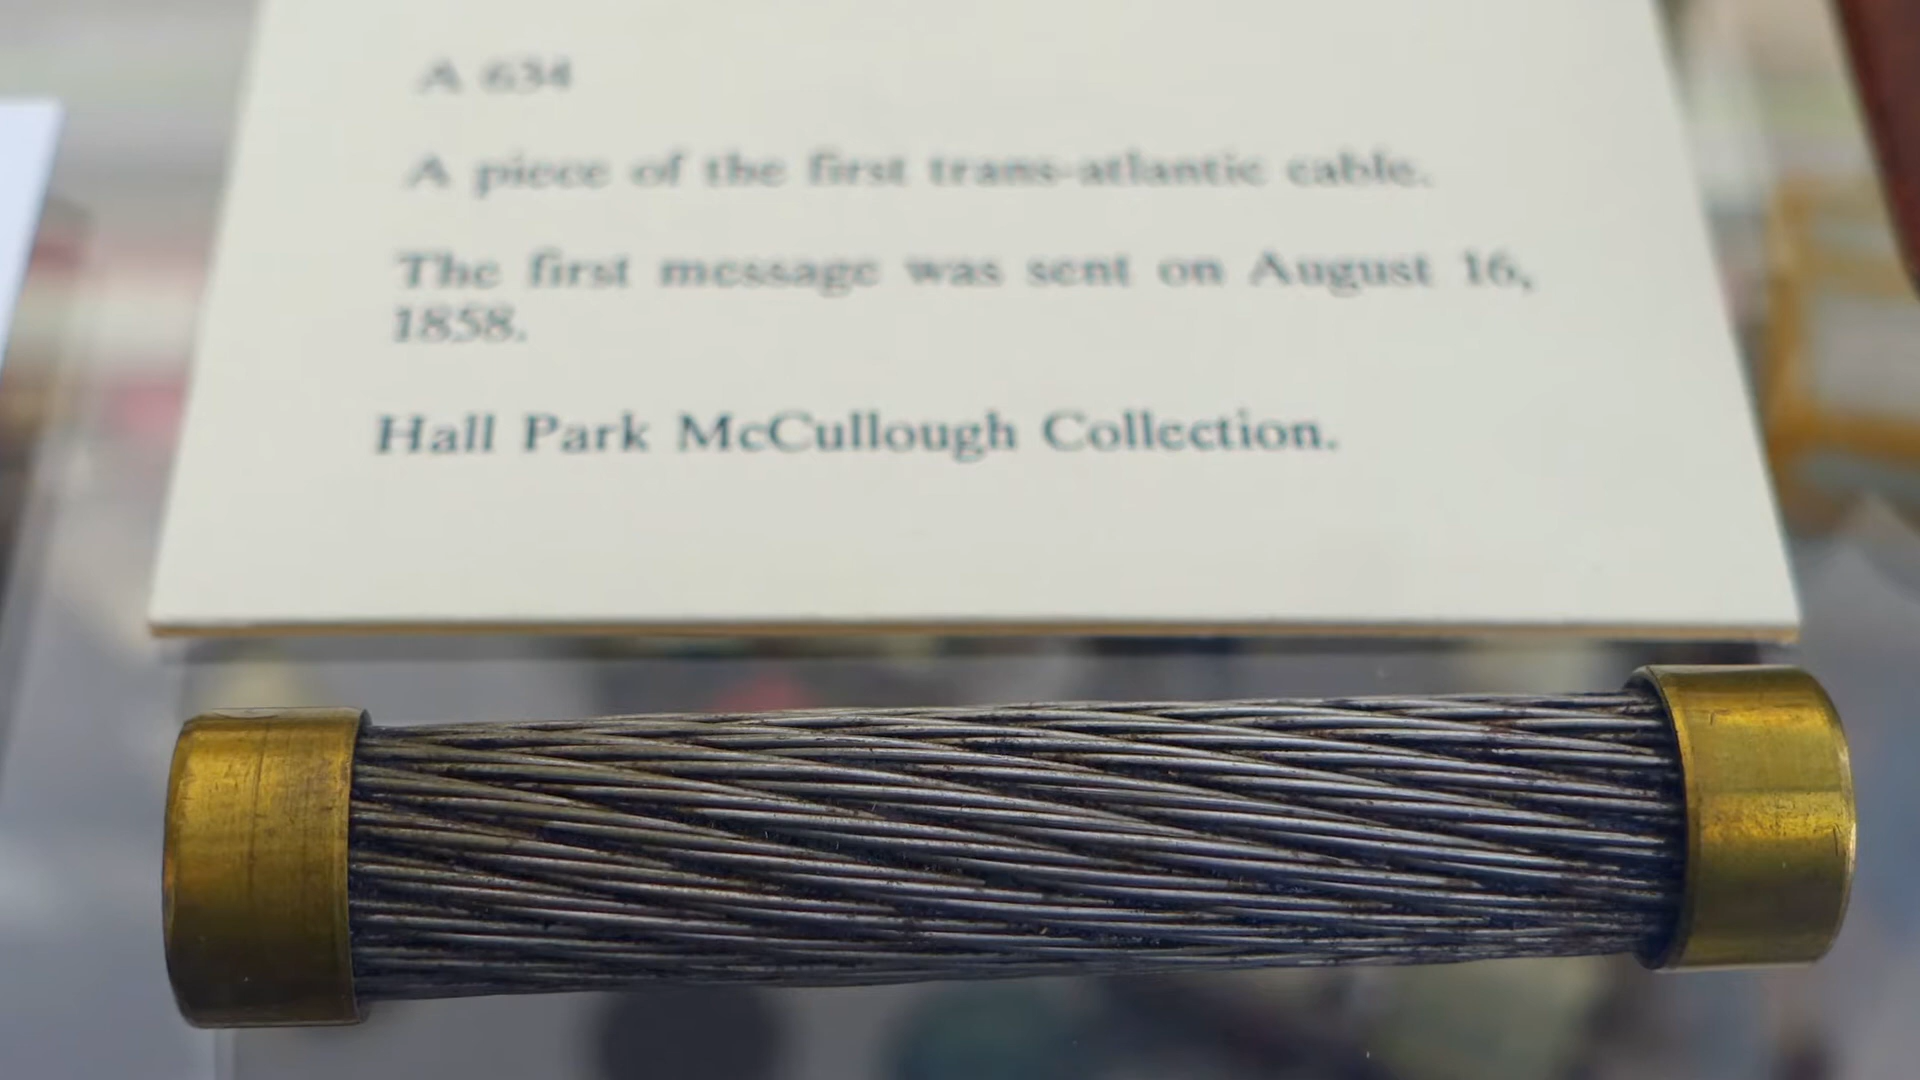 A 634
A piece of the first trans-atlantic cable.
The first message was sent on August 16,
1858.
Hall Park McCullough Collection.